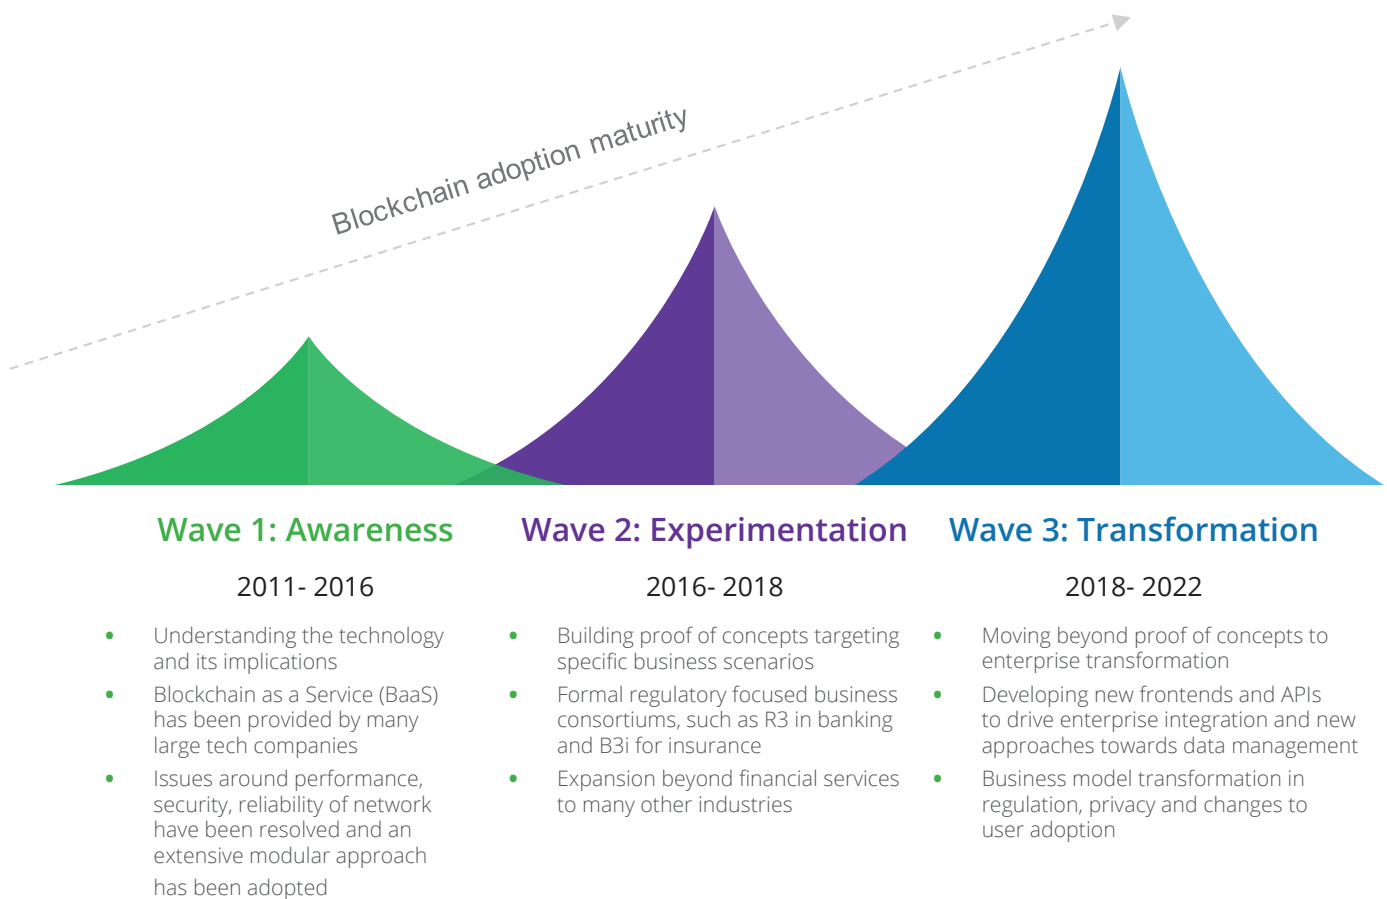 Blockchain adoption maturity
Wave 1: Awareness
2011- 2016
• Understanding the technology
and its implications
• Blockchain as a Service (BaaS)
has been provided by many
large tech companies
• Issues around performance,
security, reliability of network
have been resolved and an
extensive modular approach
has been adopted
Wave 2: Experimentation
2016- 2018
• Building proof of concepts targeting
specific business scenarios
• Formal regulatory focused business
consortiums, such as R3 in banking
and B3i for insurance
• Expansion beyond financial services
to many other industries
Wave 3: Transformation
2018- 2022
• Moving beyond proof of concepts to
enterprise transformation
• Developing new frontends and APIs
to drive enterprise integration and new
approaches towards data management
• Business model transformation in
regulation, privacy and changes to
user adoption